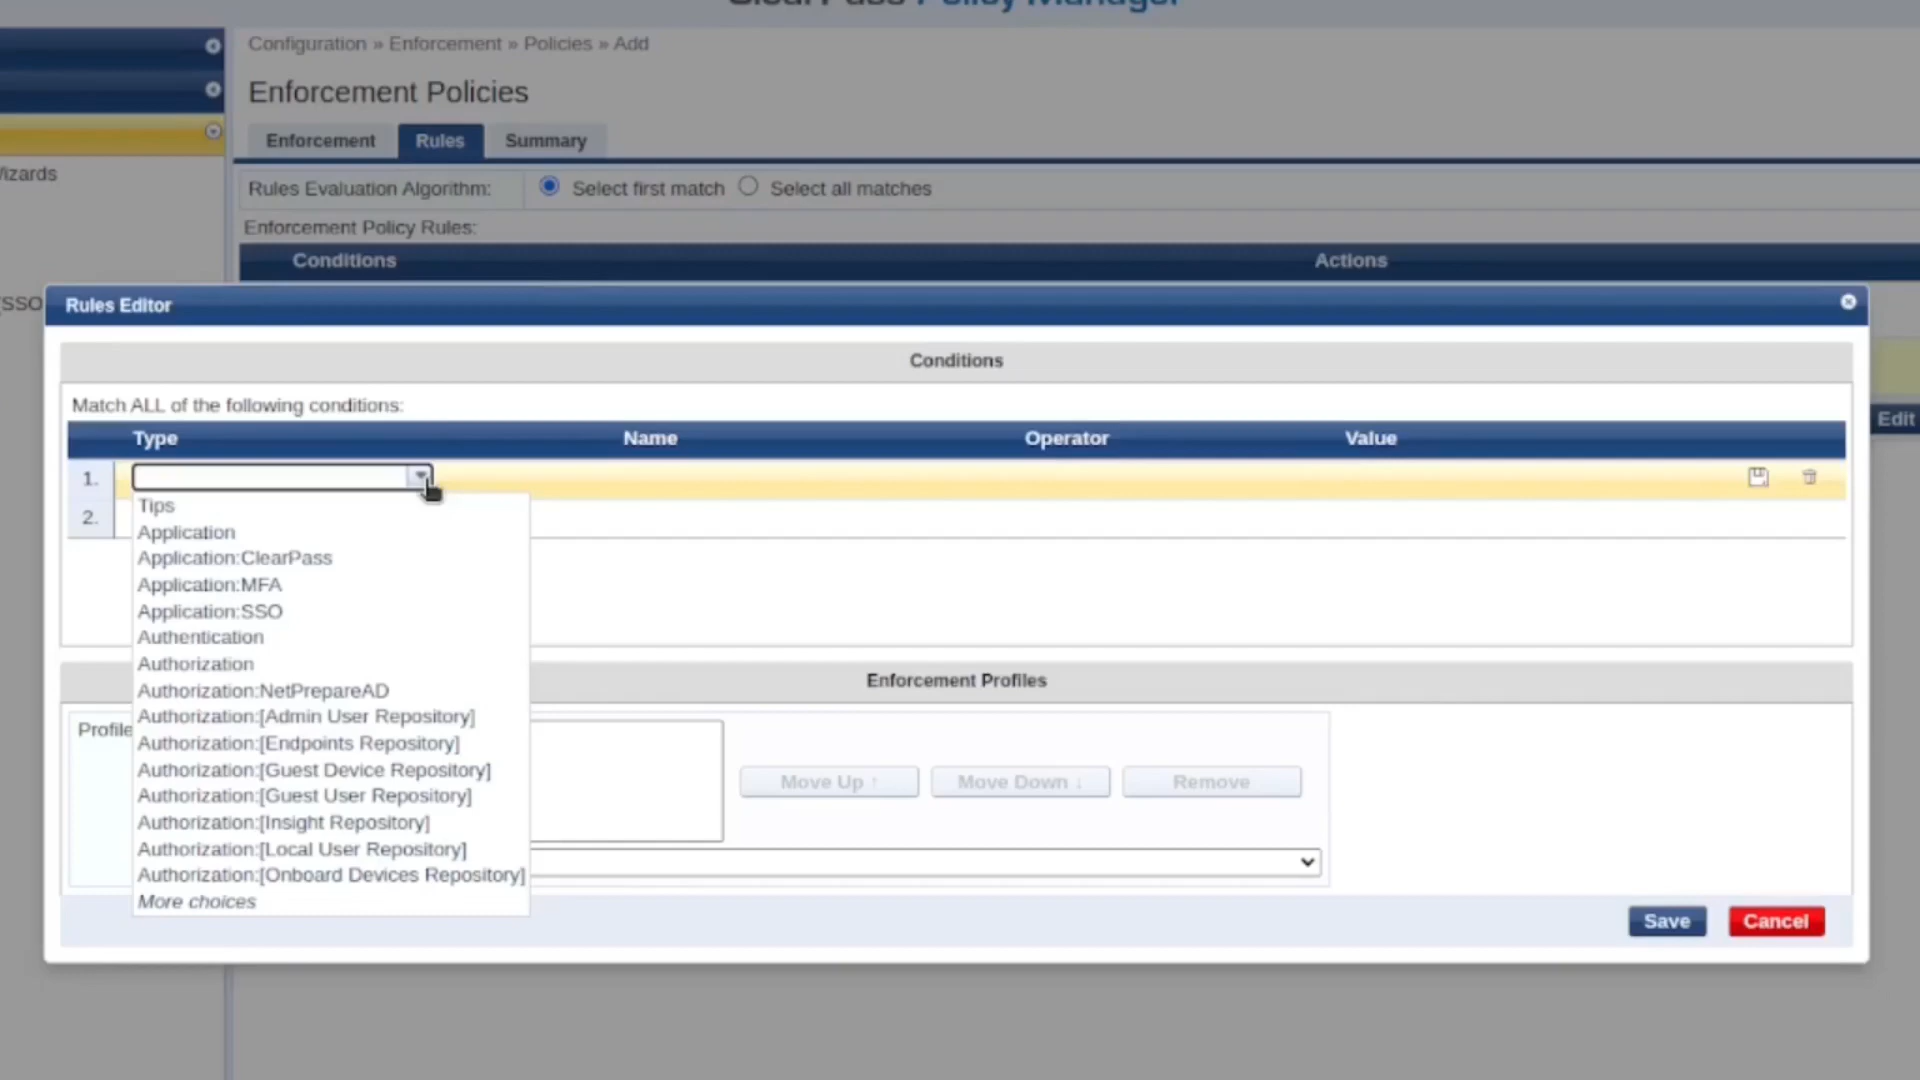 ClearPass Policy Manager
Configuration » Enforcement » Policies » Add
Enforcement Policies
Enforcement Rules Summary
Rules Evaluation Algorithm: Select first match Select all matches
Enforcement Policy Rules:
Conditions Actions
Rules Editor
Conditions
Match ALL of the following conditions:
Type Name Operator Value
1.
2.
Tips
Application
Application:ClearPass
Application:MFA
Application:SSO
Authentication
Authorization
Authorization:NetPrepareAD
Authorization:[Admin User Repository]
Authorization:[Endpoints Repository]
Authorization:[Guest Device Repository]
Authorization:[Guest User Repository]
Authorization:[Insight Repository]
Authorization:[Local User Repository]
Authorization:[Onboard Devices Repository]
More choices
Enforcement Profiles
Profile
Move Up ↑ Move Down ↓ Remove
Save Cancel
Edit
SSO